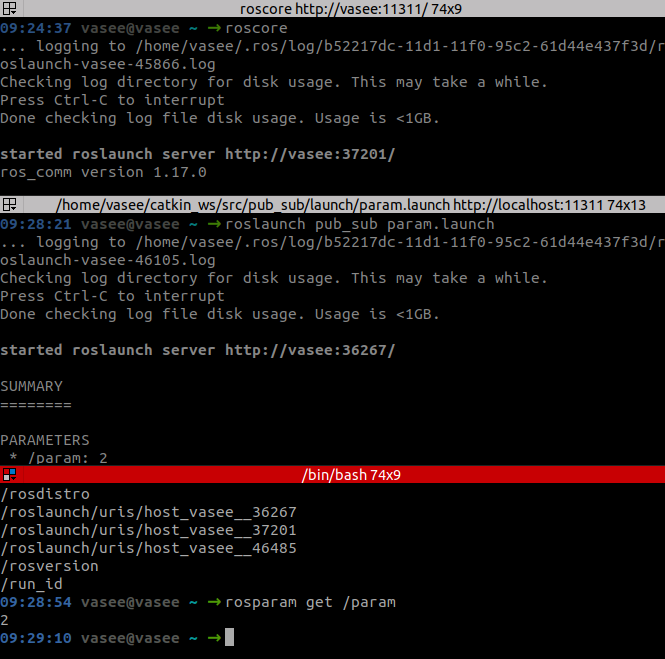 roscore http://vasee:11311/ 74x9
09:24:37 vasee@vasee ~ →roscore
... logging to /home/vasee/.ros/log/b52217dc-11d1-11f0-95c2-61d44e437f3d/r
oslaunch-vasee-45866.log
Checking log directory for disk usage. This may take a while.
Press Ctrl-C to interrupt
Done checking log file disk usage. Usage is <1GB.

started roslaunch server http://vasee:37201/
ros_comm version 1.17.0
/home/vasee/catkin_ws/src/pub_sub/launch/param.launch http://localhost:11311 74x13
09:28:21 vasee@vasee ~ →roslaunch pub_sub param.launch
... logging to /home/vasee/.ros/log/b52217dc-11d1-11f0-95c2-61d44e437f3d/r
oslaunch-vasee-46105.log
Checking log directory for disk usage. This may take a while.
Press Ctrl-C to interrupt
Done checking log file disk usage. Usage is <1GB.

started roslaunch server http://vasee:36267/

SUMMARY
========

PARAMETERS
 * /param: 2
/bin/bash 74x9
/rosdistro
/roslaunch/uris/host_vasee__36267
/roslaunch/uris/host_vasee__37201
/roslaunch/uris/host_vasee__46485
/rosversion
/run_id
09:28:54 vasee@vasee ~ →rosparam get /param
2
09:29:10 vasee@vasee ~ →